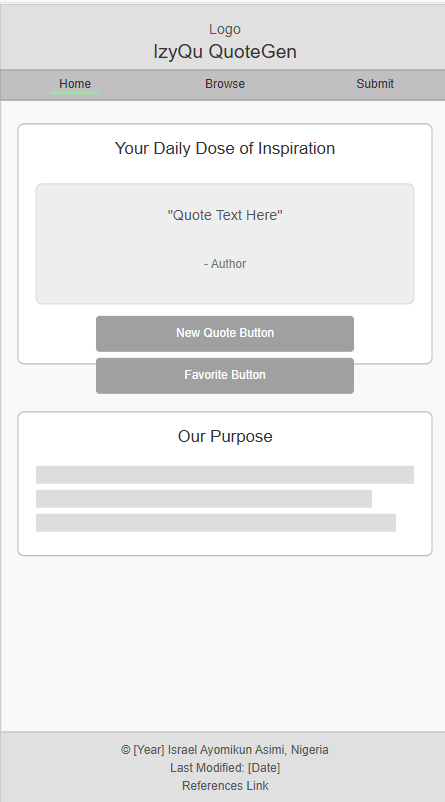 Logo
IzyQu QuoteGen
Home Browse Submit
Your Daily Dose of Inspiration
"Quote Text Here"
- Author
New Quote Button
Favorite Button
Our Purpose
© [Year] Israel Ayomikun Asimi, Nigeria
Last Modified: [Date]
References Link